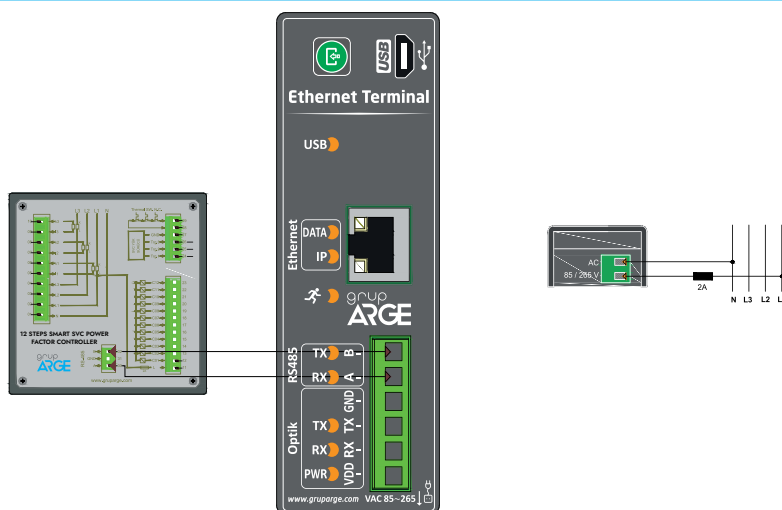 USB
Ethernet Terminal
USB
Ethernet
DATA
IP
grup
ARGE
RS485
TX
B
RX
A
GND
Optik
TX
TX
RX
RX
PWR
VDD
www.gruparge.com
VAC 85~265
12 STEPS SMART SVC POWER
FACTOR CONTROLLER
grup
ARGE
RS485
GND
www.gruparge.com
AC
85 / 265 V
2A
N
L3
L2
L